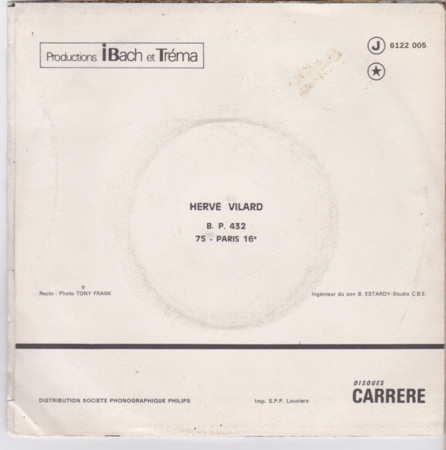 Productions iBach et Tréma
J 6122 005
HERVE VILARD
B. P. 432
75 - PARIS 16e
Recto : Photo TONY FRANK
Ingénieur du son B. ESTARDY-Studio C.B.E.
DISQUES
CARRERE
DISTRIBUTION SOCIETE PHONOGRAPHIQUE PHILIPS
Imp. S.P.P. Louviers